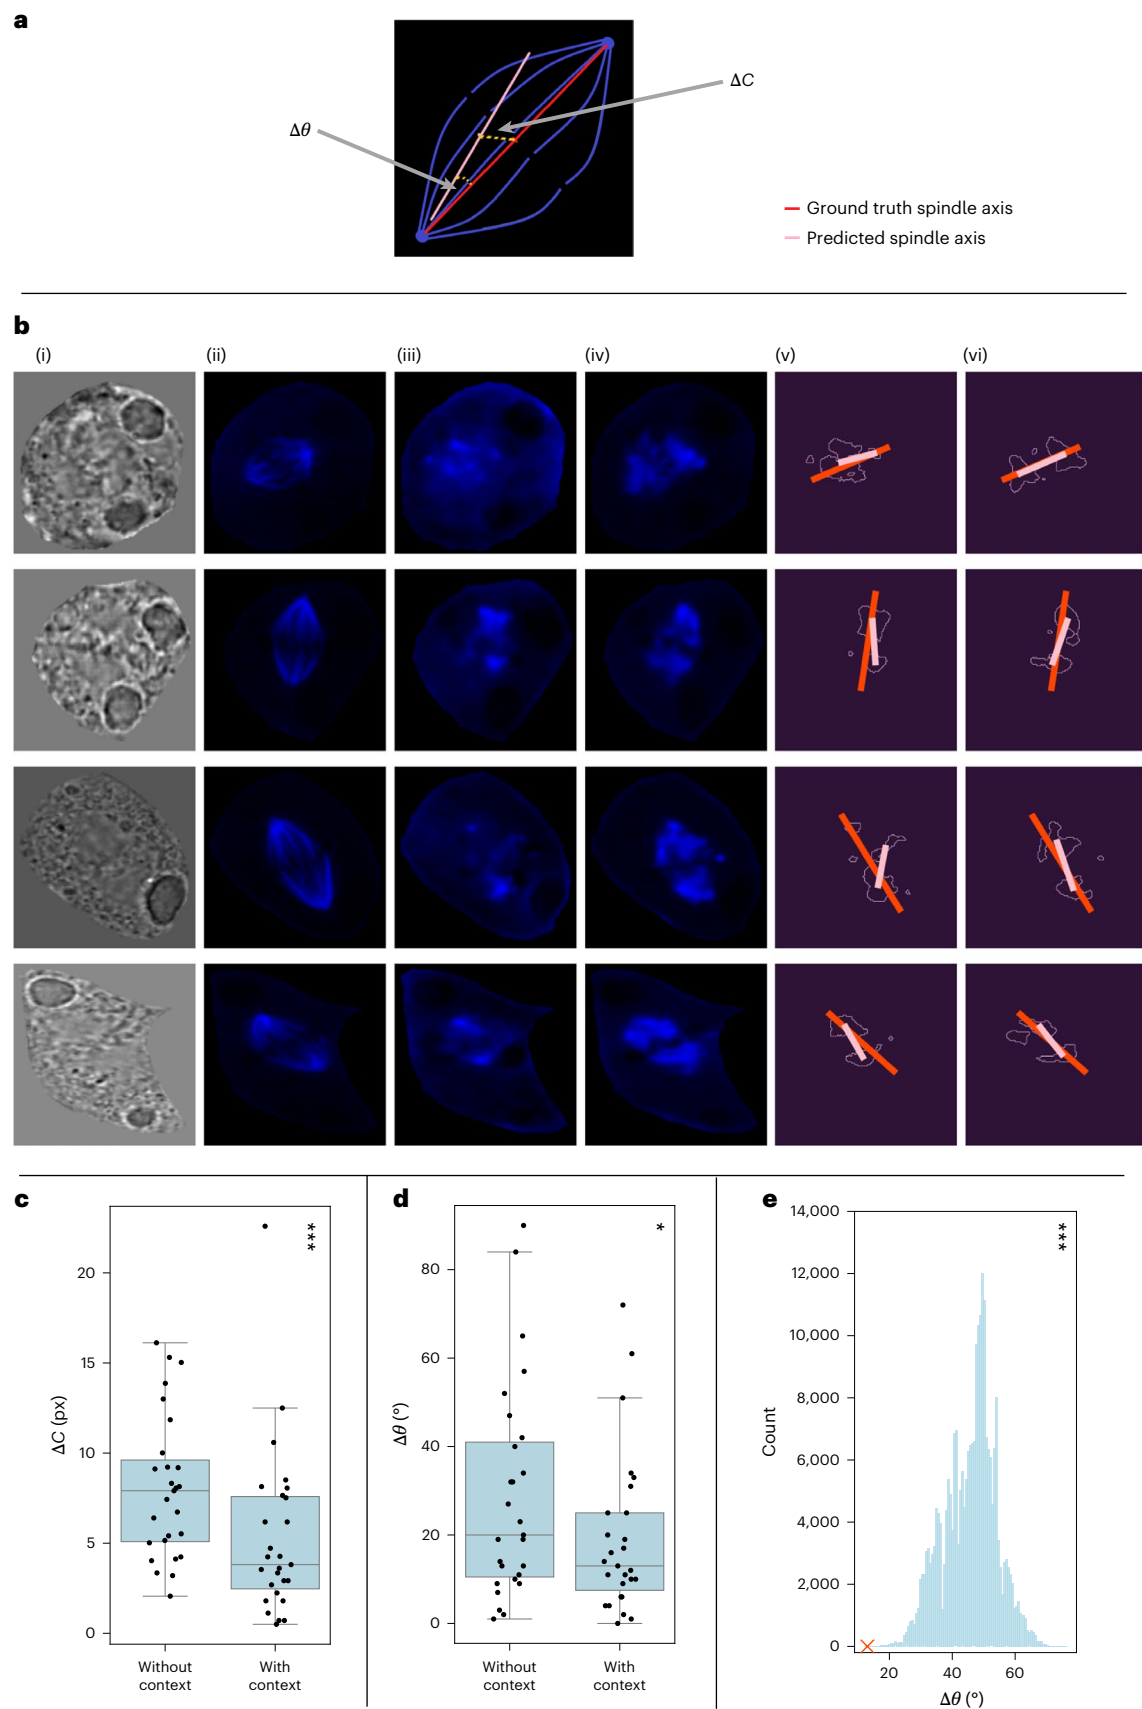 a
ΔC
Δθ
Ground truth spindle axis
Predicted spindle axis
b
(i) (ii) (iii) (iv) (v) (vi)
c
d
e
***
*
***
ΔC (px)
20
15
10
5
0
Without context
With context
Δθ (°)
80
60
40
20
0
Without context
With context
Count
14,000
12,000
10,000
8,000
6,000
4,000
2,000
0
20 40 60
Δθ (°)